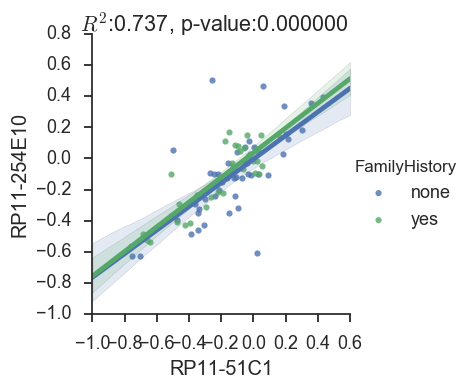 R²:0.737, p-value:0.000000
0.8
0.6
0.4
0.2
0.0
−0.2
−0.4
−0.6
−0.8
−1.0
RP11-254E10
−1.0−0.8−0.6−0.4−0.2 0.0 0.2 0.4 0.6
RP11-51C1
FamilyHistory
none
yes